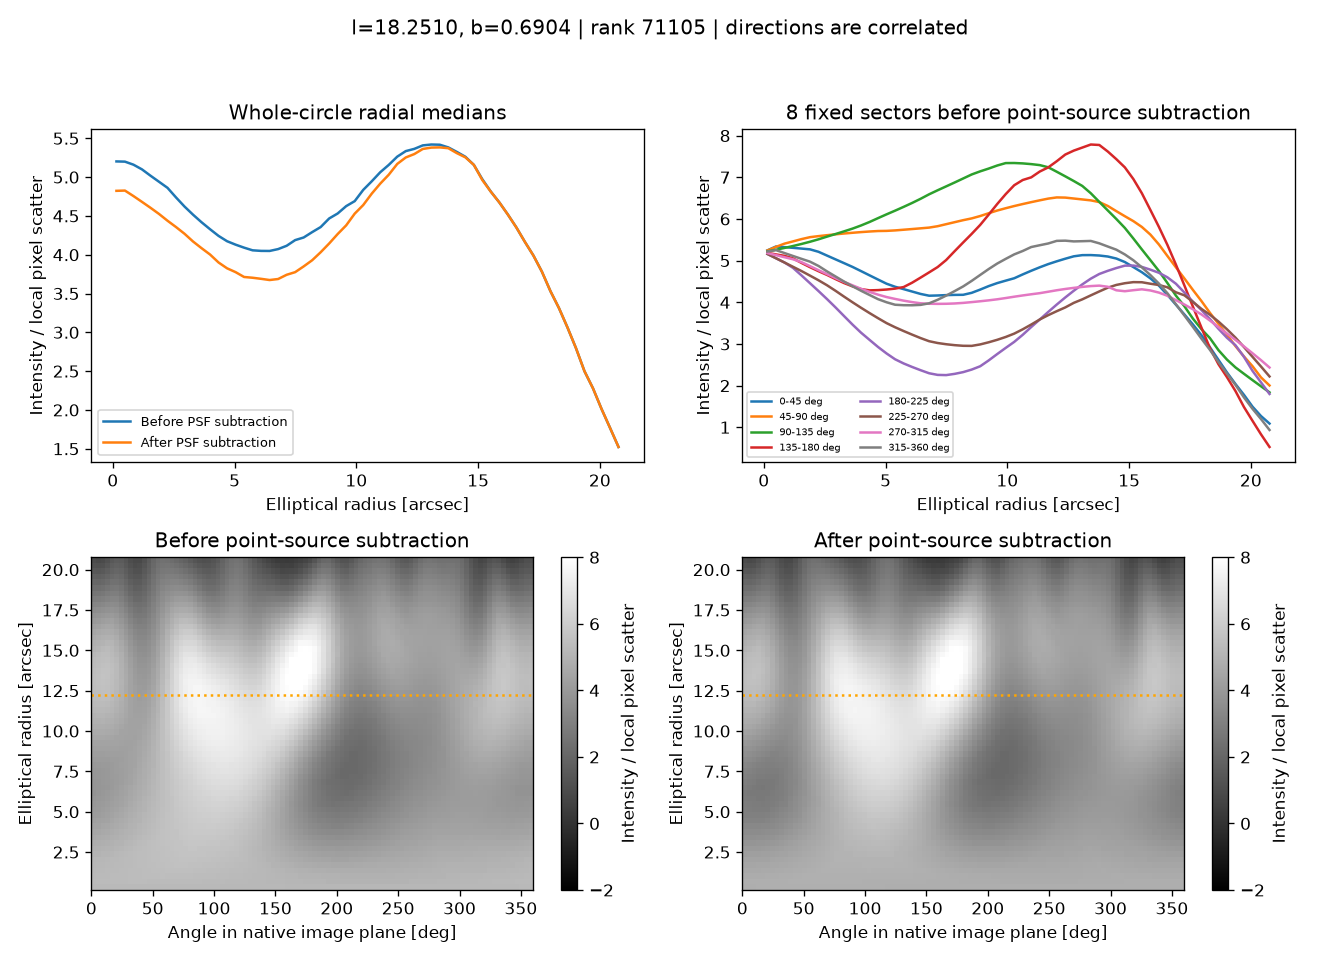 l=18.2510, b=0.6904 | rank 71105 | directions are correlated
Whole-circle radial medians
5.5
5.0
4.5
4.0
3.5
3.0
2.5
2.0
1.5
Intensity / local pixel scatter
Before PSF subtraction
After PSF subtraction
0 5 10 15 20
Elliptical radius [arcsec]
8 fixed sectors before point-source subtraction
8
7
6
5
4
3
2
1
Intensity / local pixel scatter
0-45 deg
45-90 deg
90-135 deg
135-180 deg
180-225 deg
225-270 deg
270-315 deg
315-360 deg
0 5 10 15 20
Elliptical radius [arcsec]
Before point-source subtraction
20.0
17.5
15.0
12.5
10.0
7.5
5.0
2.5
Elliptical radius [arcsec]
0 50 100 150 200 250 300 350
Angle in native image plane [deg]
8
6
4
2
0
−2
Intensity / local pixel scatter
After point-source subtraction
20.0
17.5
15.0
12.5
10.0
7.5
5.0
2.5
Elliptical radius [arcsec]
0 50 100 150 200 250 300 350
Angle in native image plane [deg]
8
6
4
2
0
−2
Intensity / local pixel scatter